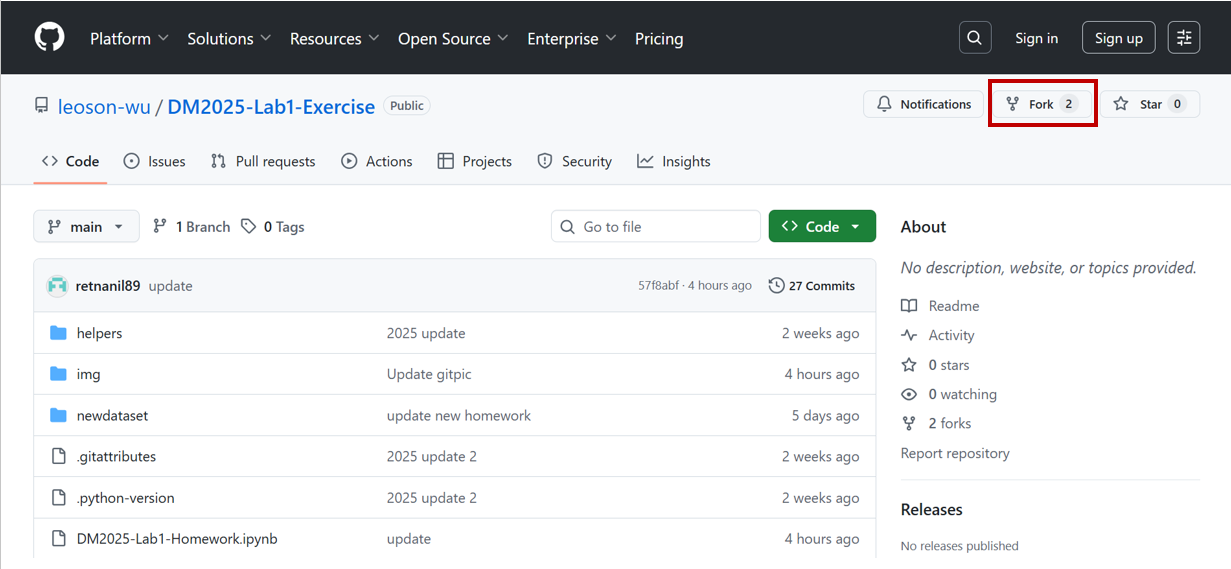 Platform Solutions Resources Open Source Enterprise Pricing Sign in Sign up
leoson-wu / DM2025-Lab1-Exercise Public Notifications Fork 2 Star 0
Code Issues Pull requests Actions Projects Security Insights
main 1 Branch 0 Tags Go to file Code
retnanil89 update 57f8abf · 4 hours ago 27 Commits
helpers 2025 update 2 weeks ago
img Update gitpic 4 hours ago
newdataset update new homework 5 days ago
.gitattributes 2025 update 2 2 weeks ago
.python-version 2025 update 2 2 weeks ago
DM2025-Lab1-Homework.ipynb update 4 hours ago
About
No description, website, or topics provided.
Readme
Activity
0 stars
0 watching
2 forks
Report repository
Releases
No releases published